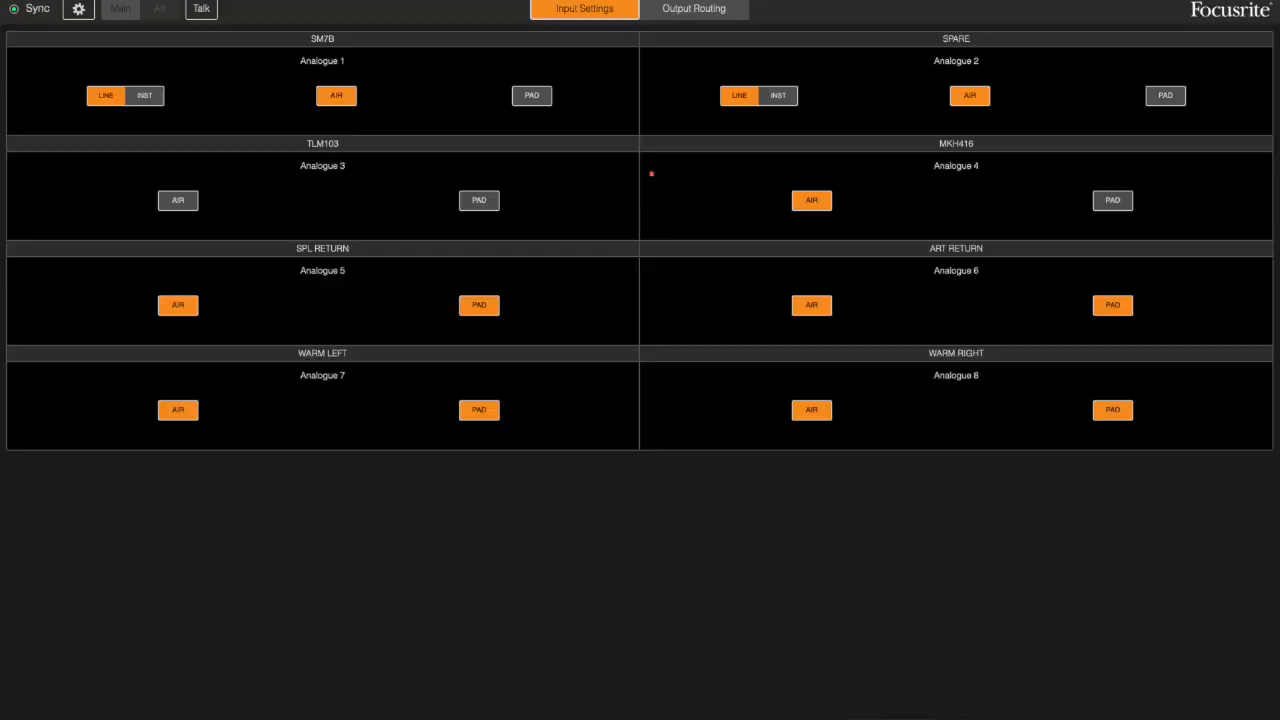 Sync Main Alt Talk Input Settings Output Routing Focusrite
SM7B SPARE
Analogue 1 Analogue 2
LINE INST AIR PAD LINE INST AIR PAD
TLM103 MKH416
Analogue 3 Analogue 4
AIR PAD AIR PAD
SPL RETURN ART RETURN
Analogue 5 Analogue 6
AIR PAD AIR PAD
WARM LEFT WARM RIGHT
Analogue 7 Analogue 8
AIR PAD AIR PAD